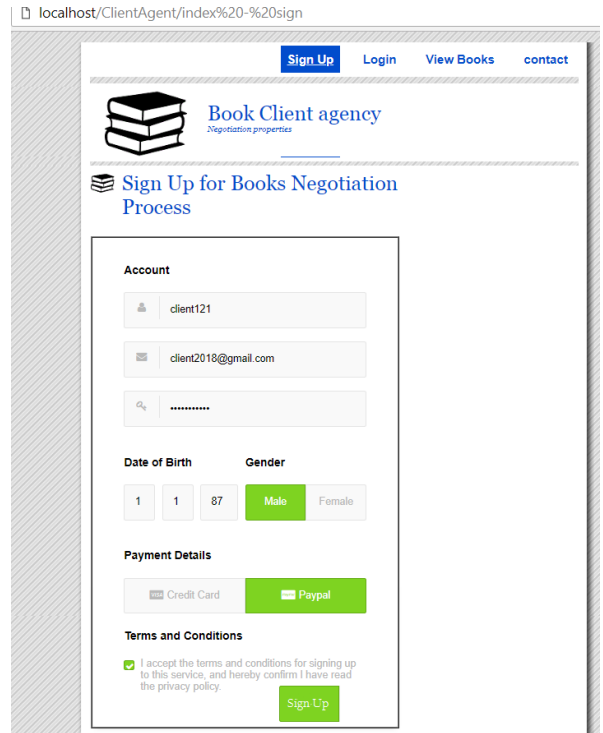 localhost/ClientAgent/index%20-%20sign
Sign Up Login View Books contact
Book Client agency
Negotiation properties
Sign Up for Books Negotiation
Process
Account
client121
client2018@gmail.com
•••••••••••
Date of Birth Gender
1 1 87 Male Female
Payment Details
VISA Credit Card Paypal
Terms and Conditions
I accept the terms and conditions for signing up
to this service, and hereby confirm I have read
the privacy policy.
Sign Up